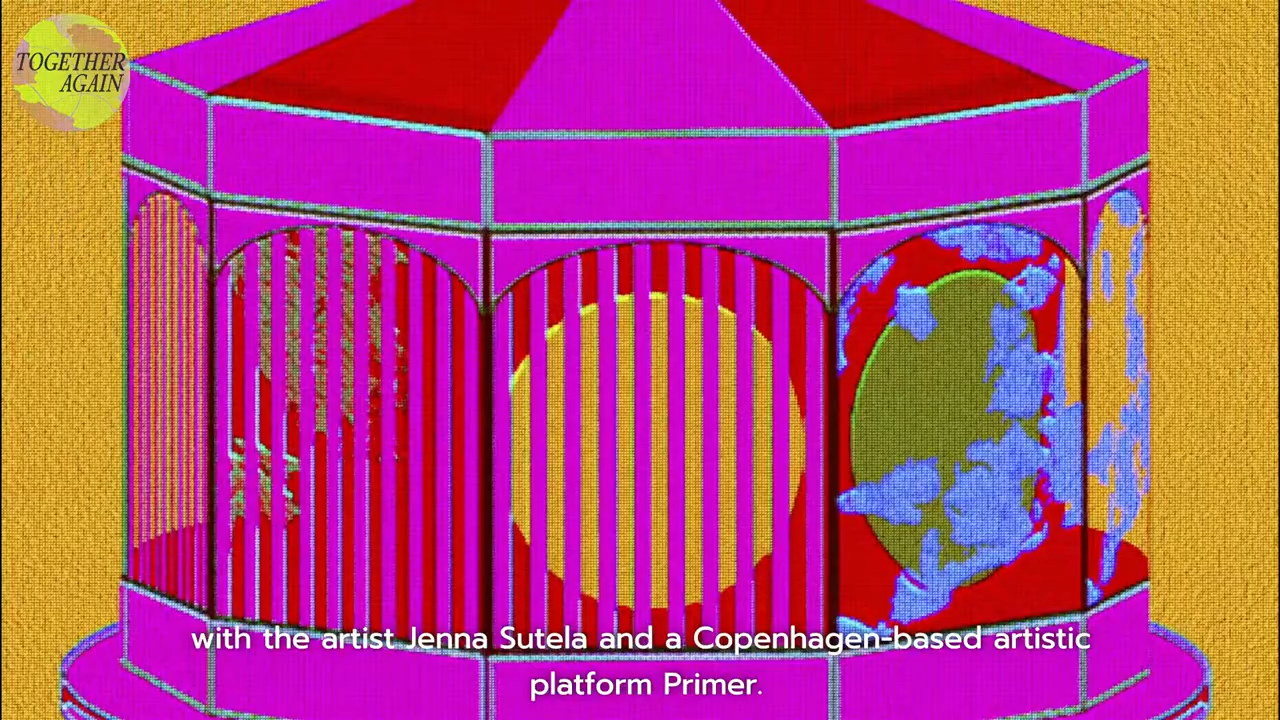 TOGETHER
AGAIN
with the artist Jenna Sutela and a Copenhagen-based artistic
platform Primer.